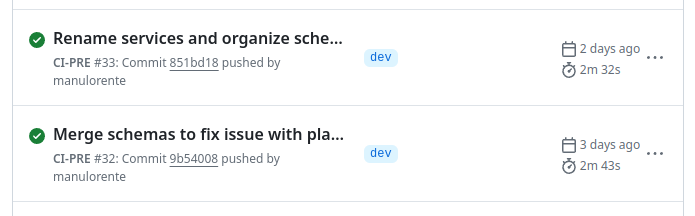 Rename services and organize sche...
CI-PRE #33: Commit 851bd18 pushed by
manulorente
dev
2 days ago
2m 32s
Merge schemas to fix issue with pla...
CI-PRE #32: Commit 9b54008 pushed by
manulorente
dev
3 days ago
2m 43s